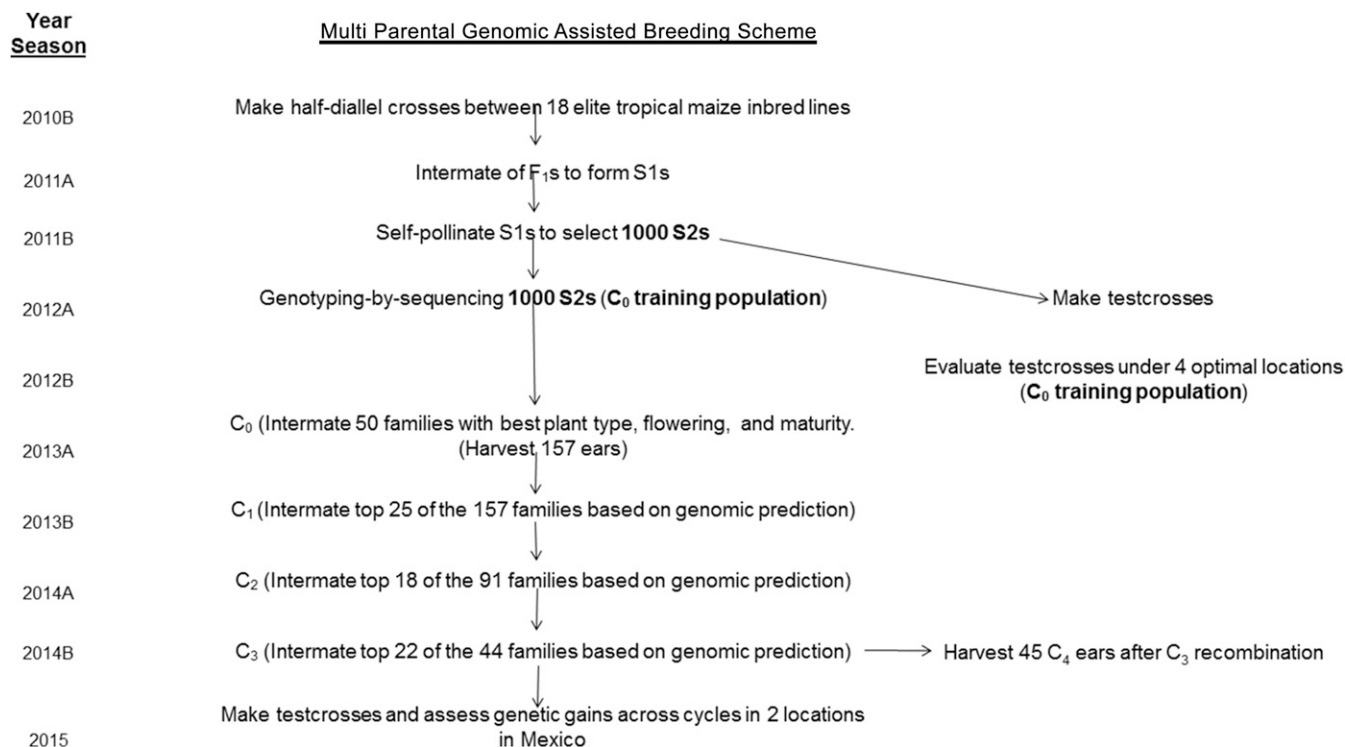 Year
Season
Multi Parental Genomic Assisted Breeding Scheme
2010B
Make half-diallel crosses between 18 elite tropical maize inbred lines
2011A
Intermate of F₁s to form S1s
2011B
Self-pollinate S1s to select 1000 S2s
2012A
Genotyping-by-sequencing 1000 S2s (C₀ training population)
Make testcrosses
2012B
Evaluate testcrosses under 4 optimal locations
(C₀ training population)
2013A
C₀ (Intermate 50 families with best plant type, flowering, and maturity.
(Harvest 157 ears)
2013B
C₁ (Intermate top 25 of the 157 families based on genomic prediction)
2014A
C₂ (Intermate top 18 of the 91 families based on genomic prediction)
2014B
C₃ (Intermate top 22 of the 44 families based on genomic prediction)
Harvest 45 C₄ ears after C₃ recombination
2015
Make testcrosses and assess genetic gains across cycles in 2 locations
in Mexico